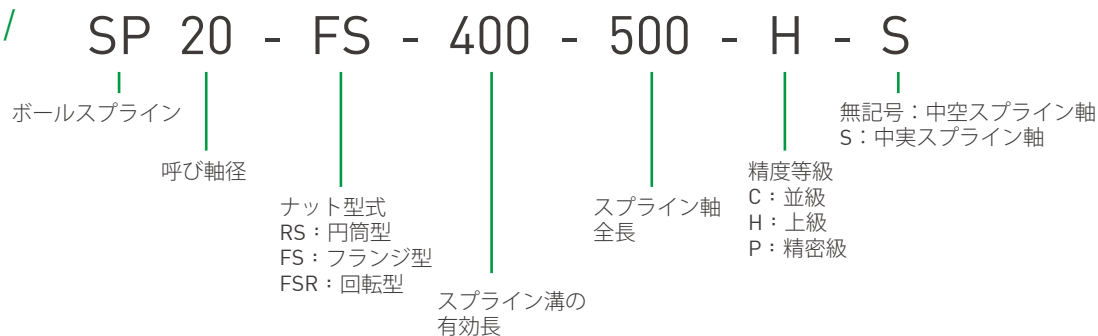 / SP 20 - FS - 400 - 500 - H - S
ボールスプライン
呼び軸径
ナット型式
RS：円筒型
FS：フランジ型
FSR：回転型
スプライン溝の
有効長
スプライン軸
全長
精度等級
C：並級
H：上級
P：精密級
無記号：中空スプライン軸
S：中実スプライン軸